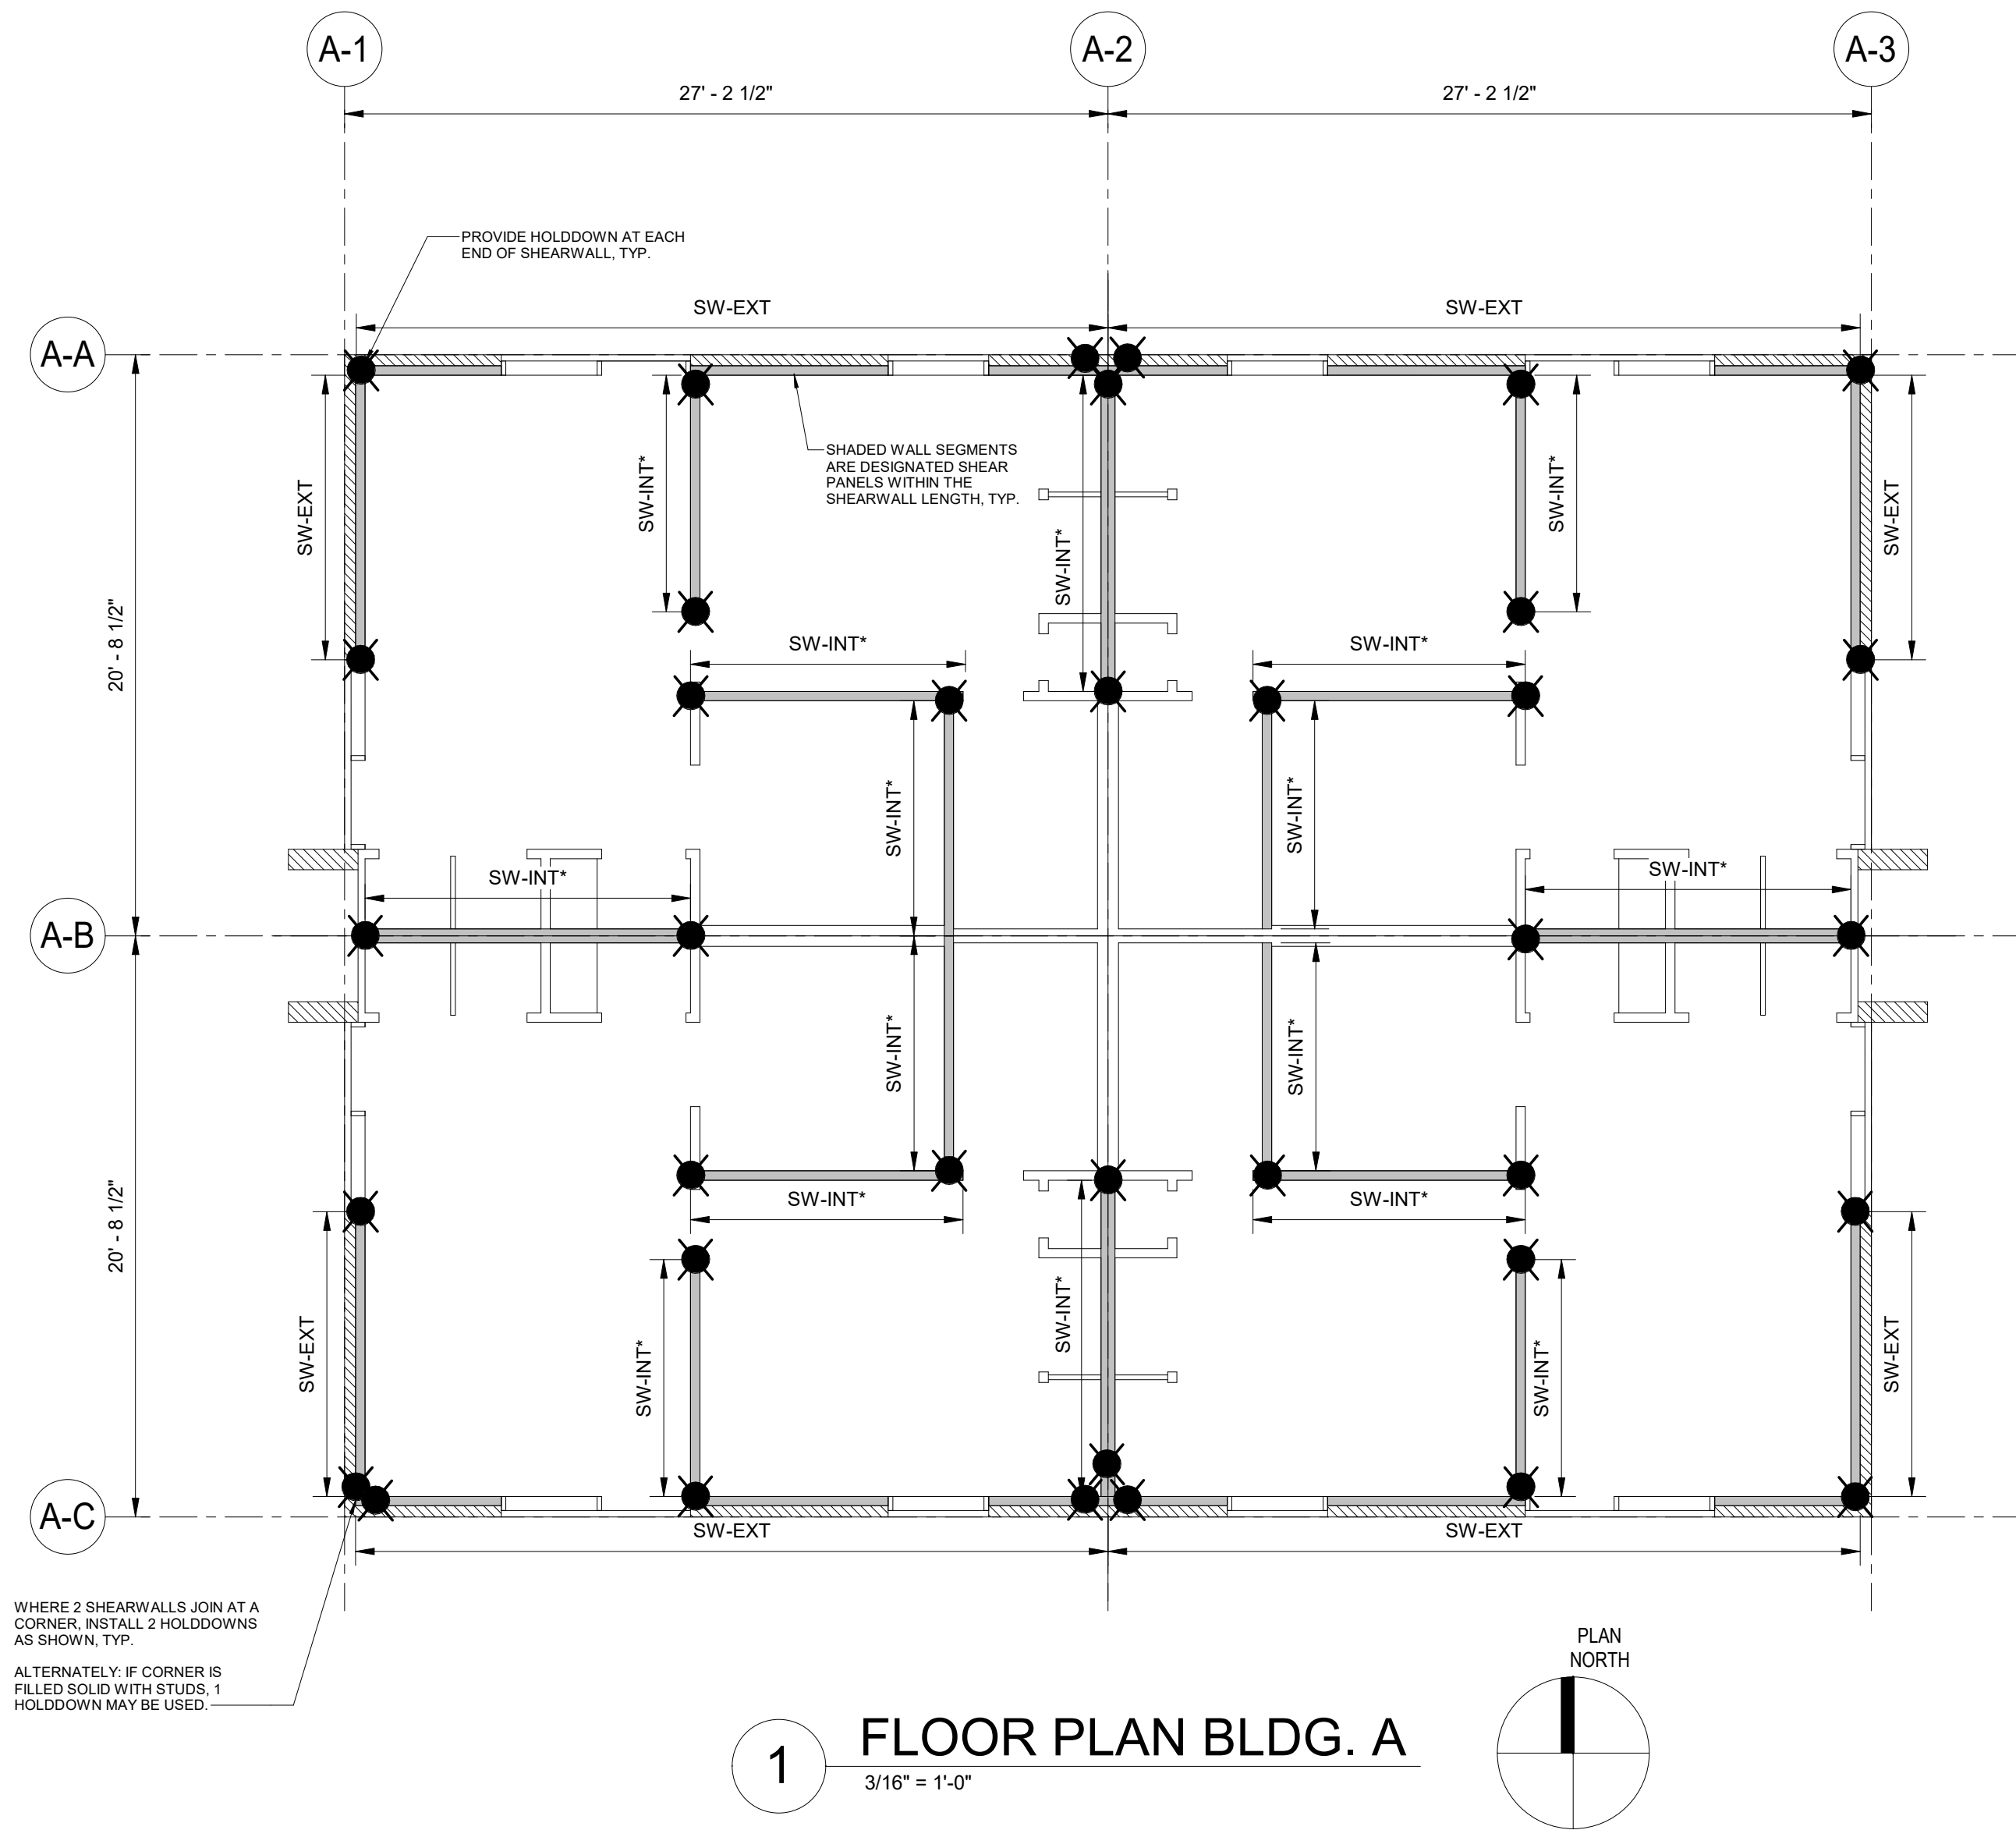 A-1
A-2
A-3
27' - 2 1/2"
27' - 2 1/2"
PROVIDE HOLDDOWN AT EACH
END OF SHEARWALL, TYP.
SW-EXT
SW-EXT
A-A
SHADED WALL SEGMENTS
ARE DESIGNATED SHEAR
PANELS WITHIN THE
SHEARWALL LENGTH, TYP.
SW-EXT
SW-INT*
SW-INT*
SW-INT*
SW-EXT
20' - 8 1/2"
SW-INT*
SW-INT*
SW-INT*
SW-INT*
SW-INT*
SW-INT*
A-B
SW-INT*
SW-INT*
20' - 8 1/2"
SW-INT*
SW-INT*
SW-EXT
SW-INT*
SW-INT*
SW-INT*
SW-EXT
A-C
SW-EXT
SW-EXT
WHERE 2 SHEARWALLS JOIN AT A
CORNER, INSTALL 2 HOLDDOWNS
AS SHOWN, TYP.
ALTERNATELY: IF CORNER IS
FILLED SOLID WITH STUDS, 1
HOLDDOWN MAY BE USED.
PLAN
NORTH
1
FLOOR PLAN BLDG. A
3/16" = 1'-0"